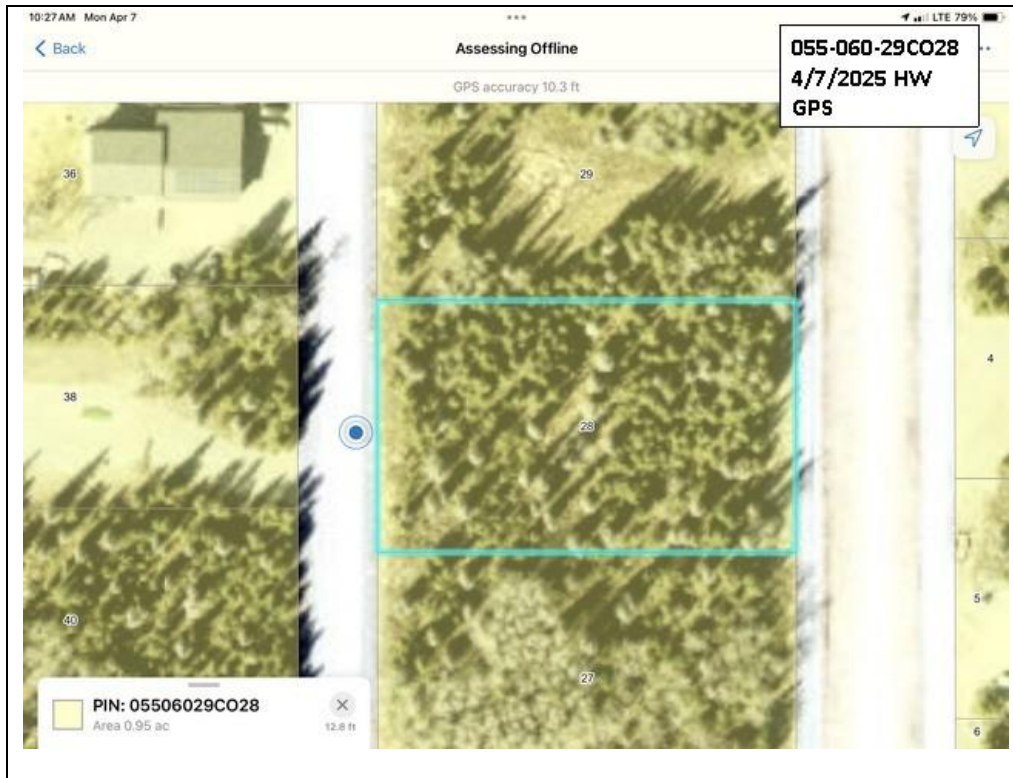 10:27 AM Mon Apr 7
LTE 79%
Back
Assessing Offline
055-060-29CO28
4/7/2025 HW
GPS
GPS accuracy 10.3 ft
36
29
4
38
28
5
40
27
6
PIN: 05506029CO28
Area 0.95 ac
12.8 ft